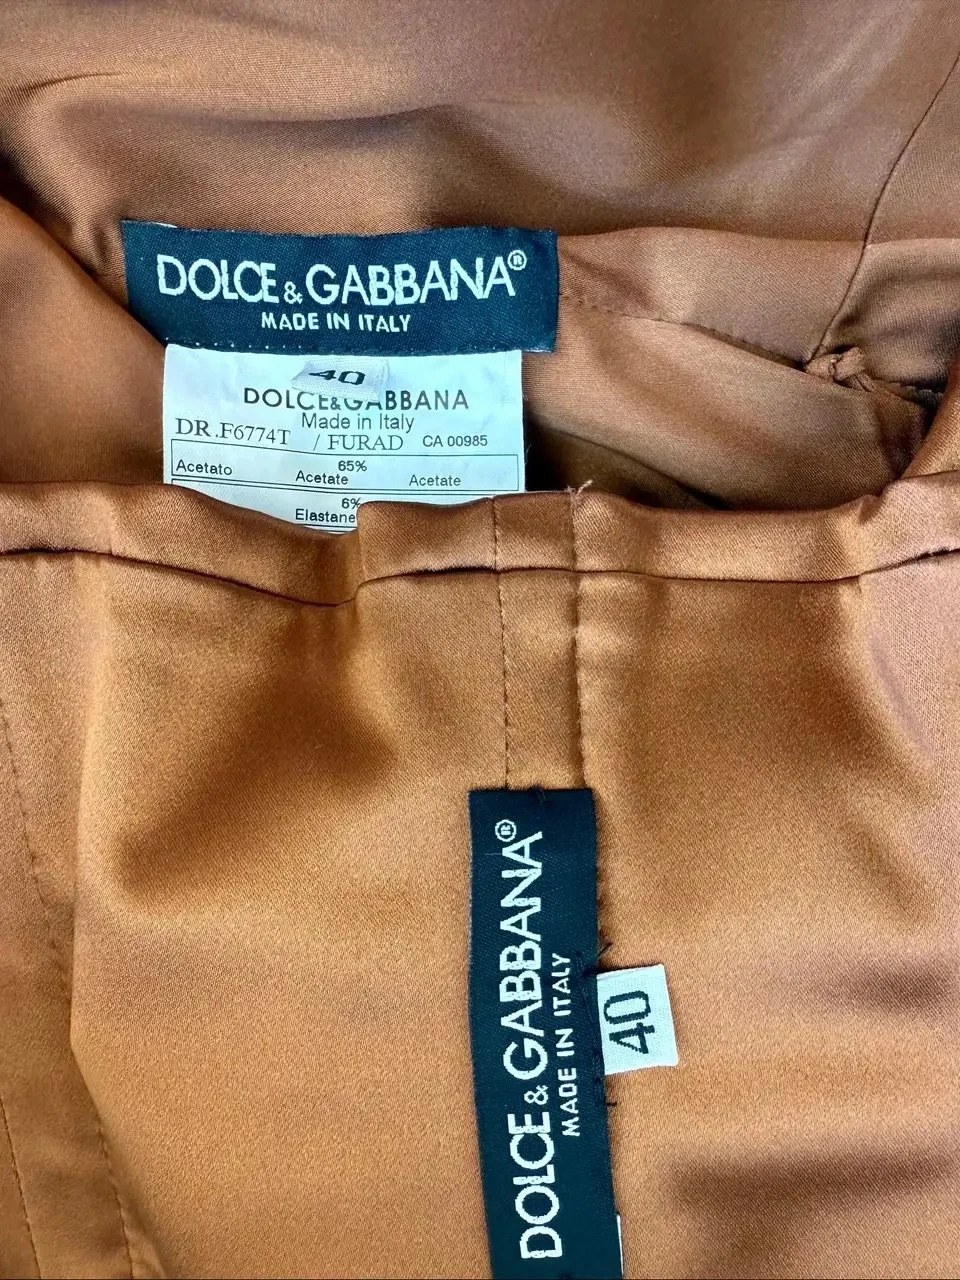 DOLCE & GABBANA®
MADE IN ITALY
40
DOLCE&GABBANA
Made in Italy
DR.F6774T / FURAD CA 00985
Acetato 65%
Acetate Acetate
6%
Elastane
DOLCE & GABBANA®
MADE IN ITALY
40